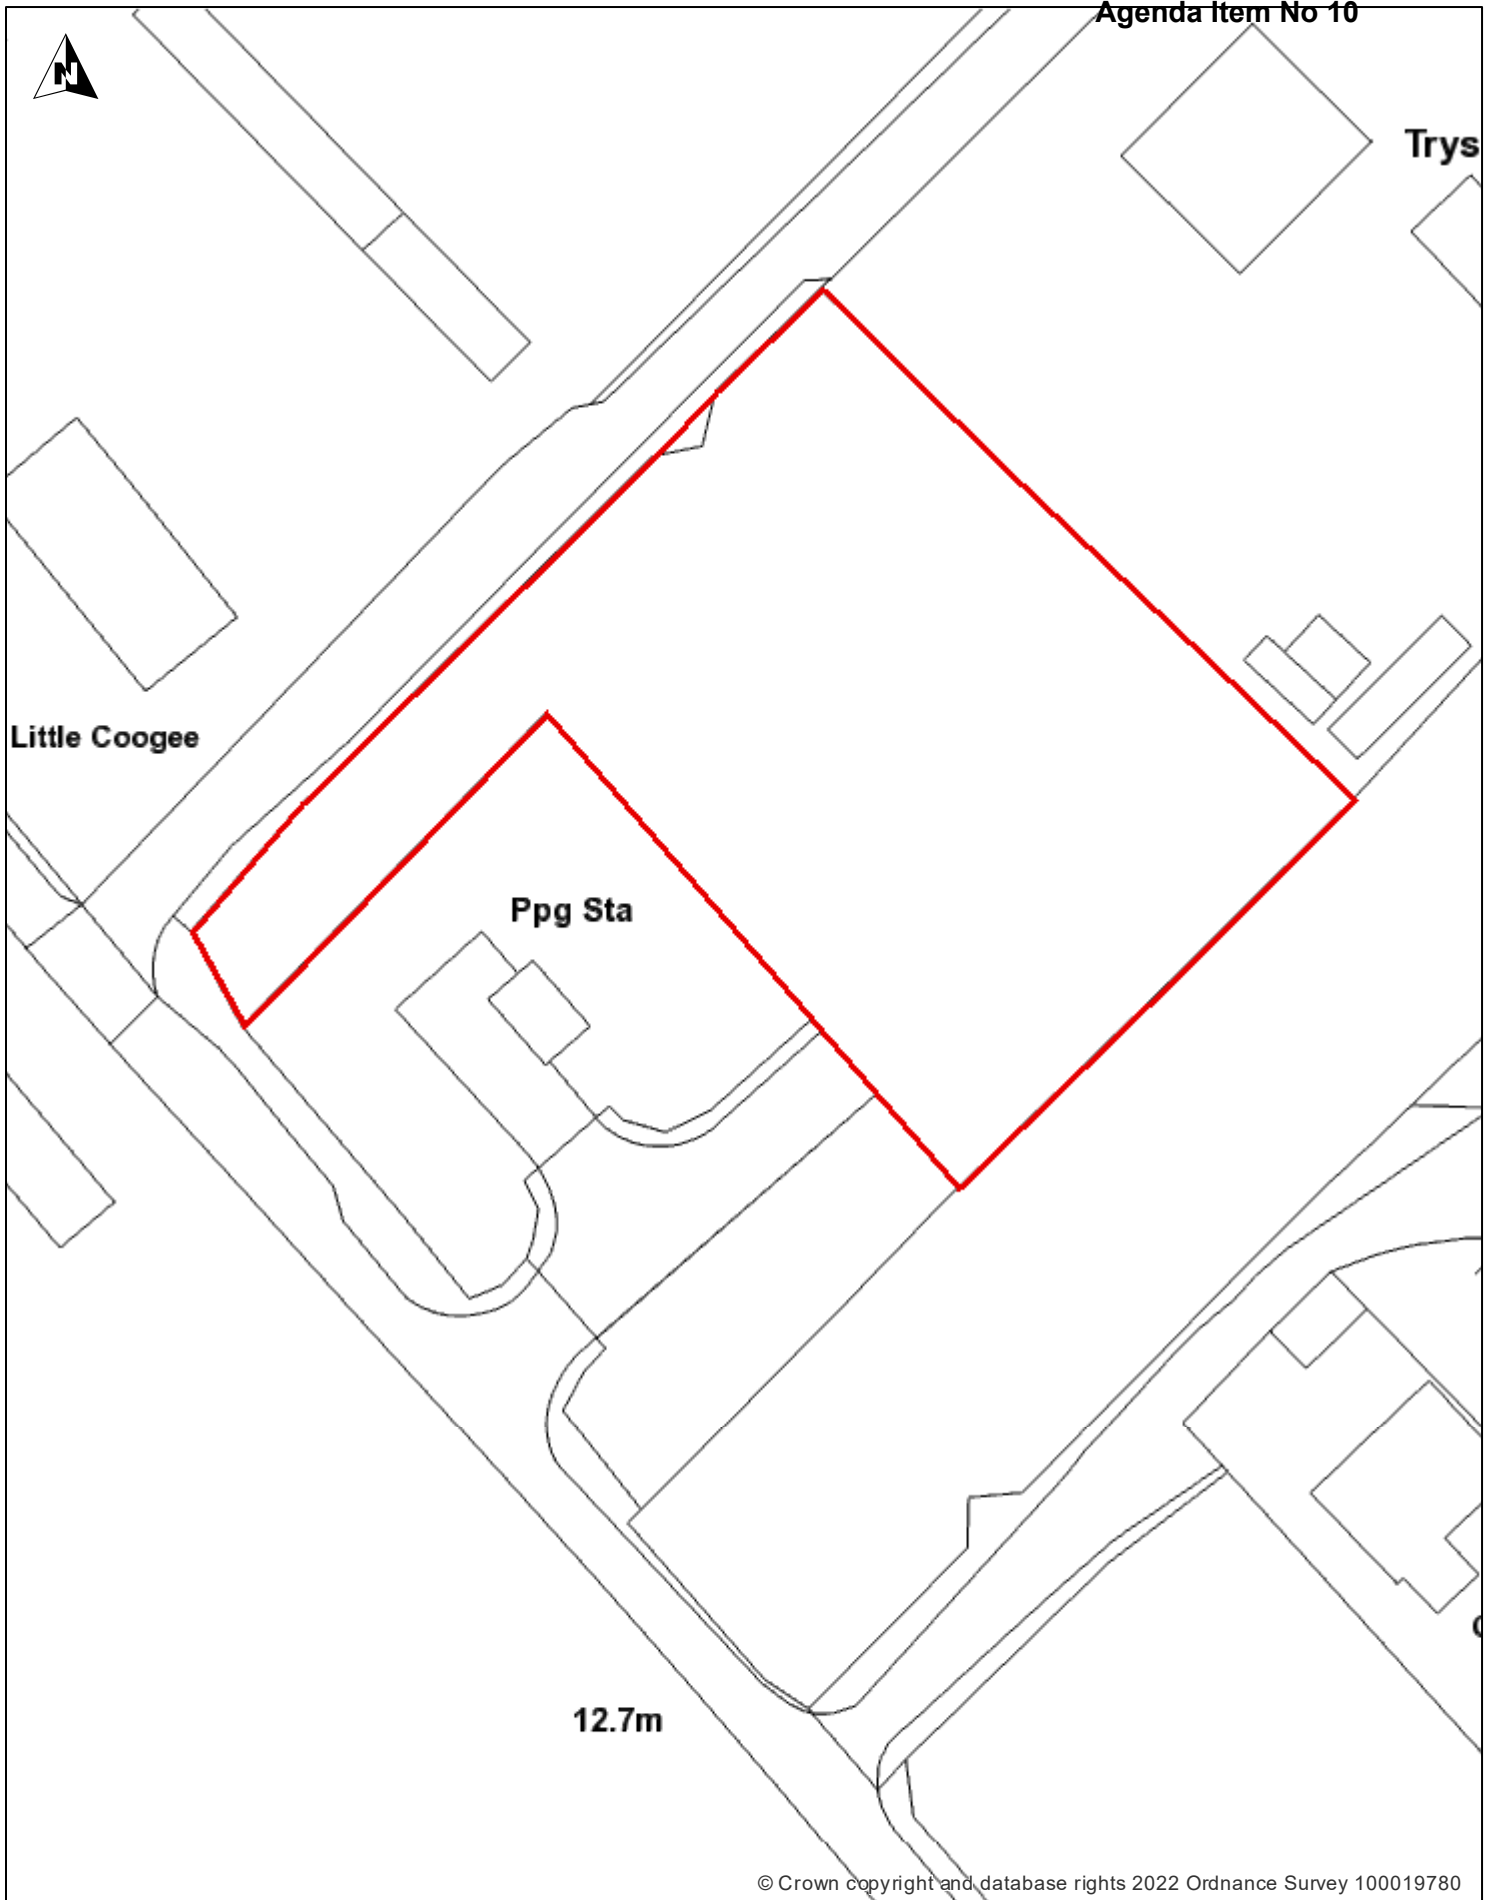 Agenda Item No 10
N
Trys
Little Coogee
Ppg Sta
12.7m
© Crown copyright and database rights 2022 Ordnance Survey 100019780